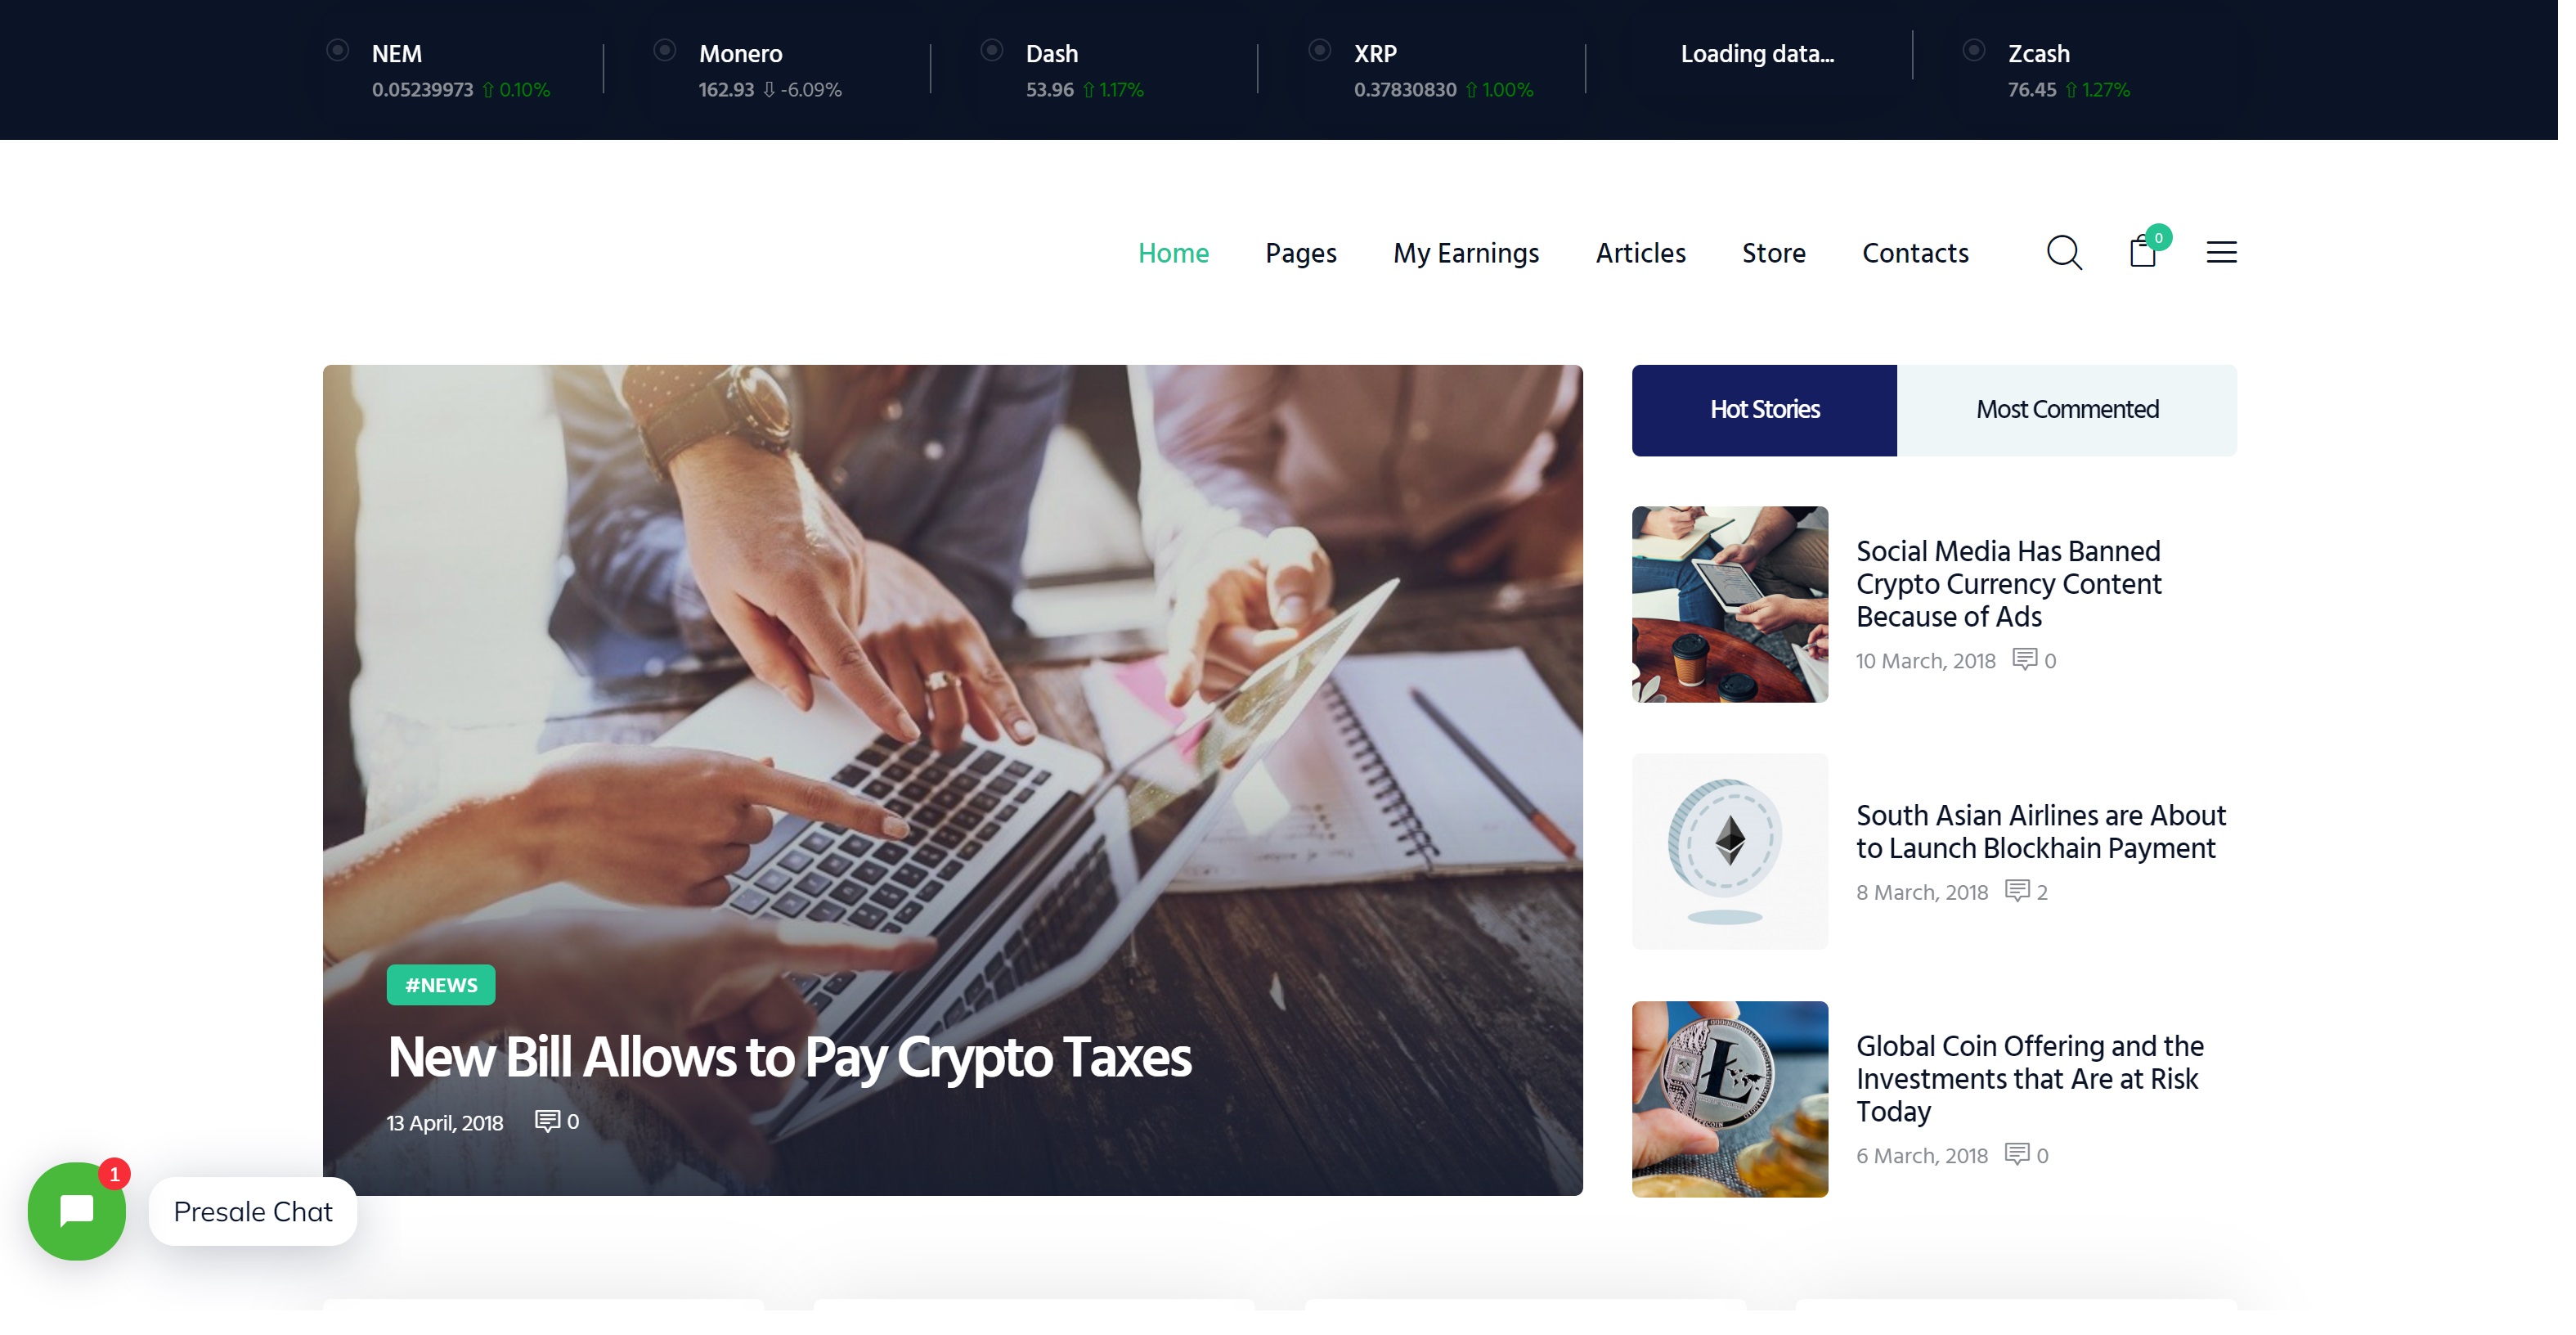 NEM
0.05239973 ⇧ 0.10%
Monero
162.93 ⇩ -6.09%
Dash
53.96 ⇧ 1.17%
XRP
0.37830830 ⇧ 1.00%
Loading data...
Zcash
76.45 ⇧ 1.27%
Home
Pages
My Earnings
Articles
Store
Contacts
0
#NEWS
New Bill Allows to Pay Crypto Taxes
13 April, 2018 0
Hot Stories
Most Commented
Social Media Has Banned
Crypto Currency Content
Because of Ads
10 March, 2018 0
South Asian Airlines are About
to Launch Blockhain Payment
8 March, 2018 2
Global Coin Offering and the
Investments that Are at Risk
Today
6 March, 2018 0
1
Presale Chat